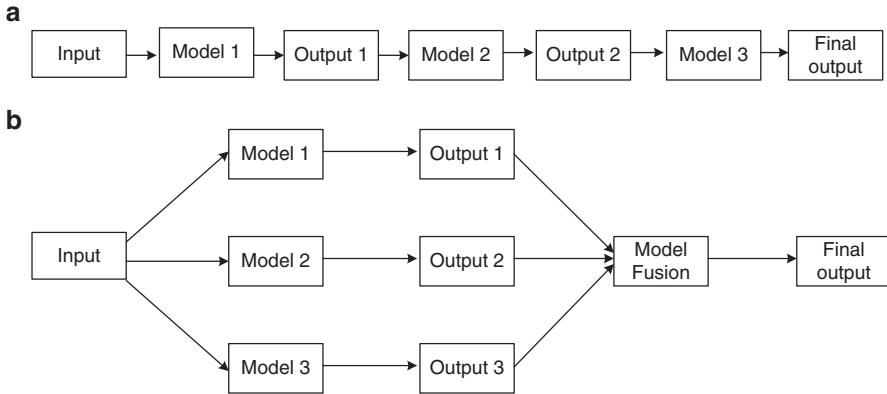 a
Input
Model 1
Output 1
Model 2
Output 2
Model 3
Final
output
b
Model 1
Output 1
Input
Model 2
Output 2
Model
Fusion
Final
output
Model 3
Output 3